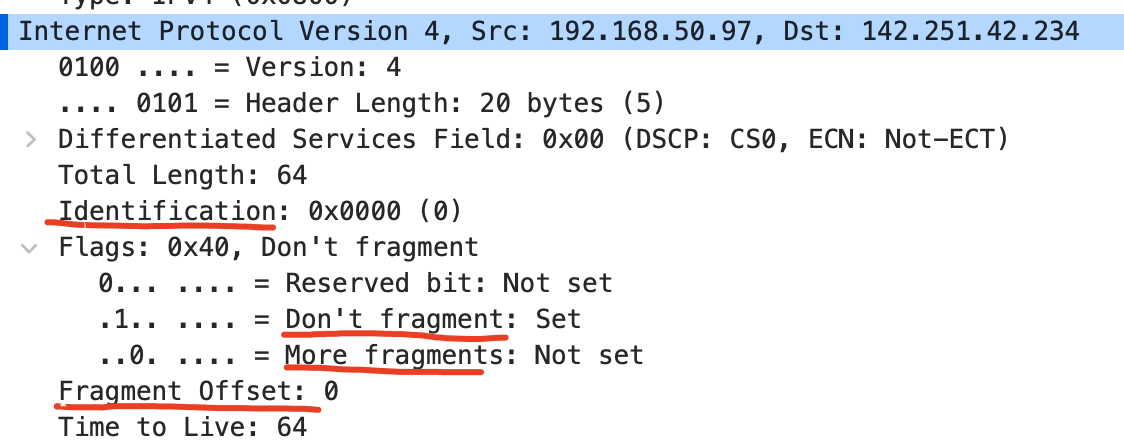 Internet Protocol Version 4, Src: 192.168.50.97, Dst: 142.251.42.234
0100 .... = Version: 4
.... 0101 = Header Length: 20 bytes (5)
Differentiated Services Field: 0x00 (DSCP: CS0, ECN: Not-ECT)
Total Length: 64
Identification: 0x0000 (0)
Flags: 0x40, Don't fragment
0... .... = Reserved bit: Not set
.1.. .... = Don't fragment: Set
..0. .... = More fragments: Not set
Fragment Offset: 0
Time to Live: 64